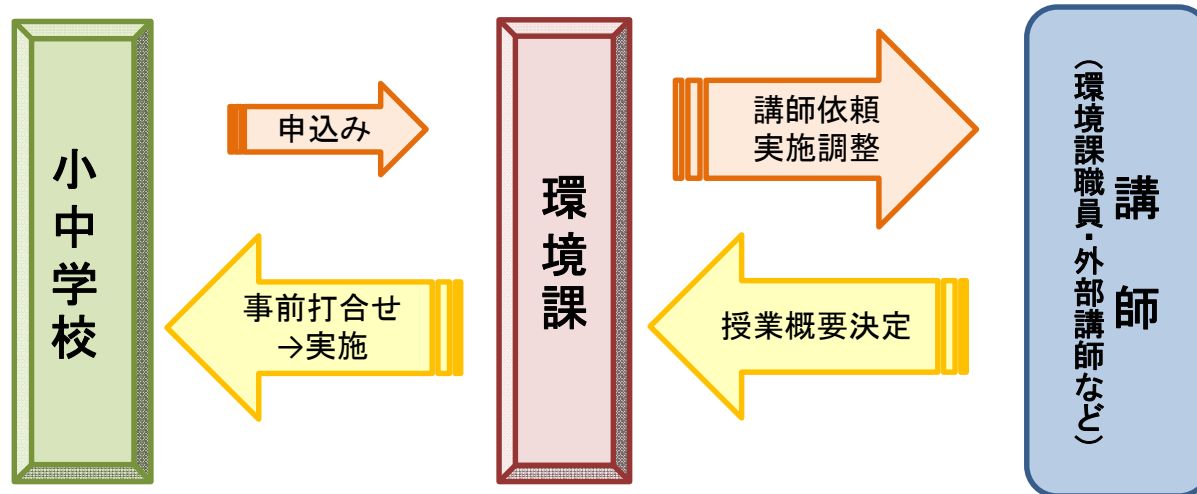 小中学校
申込み
事前打合せ
→実施
環境課
講師依頼
実施調整
授業概要決定
講師
（環境課職員・外部講師など）